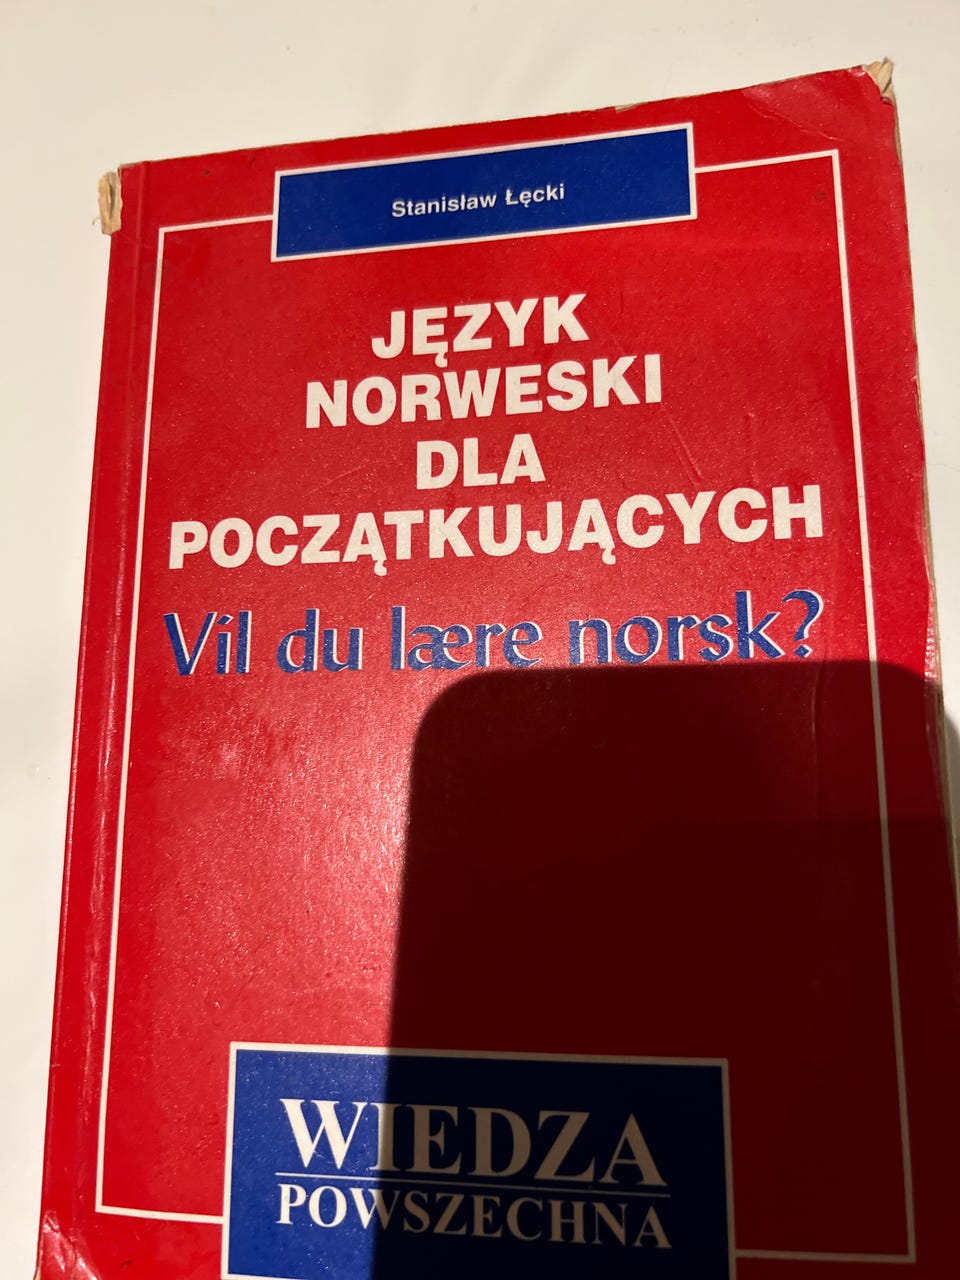 Stanisław Łęcki
JĘZYK
NORWESKI
DLA
POCZĄTKUJĄCYCH
Vil du lære norsk?
WIEDZA
POWSZECHNA